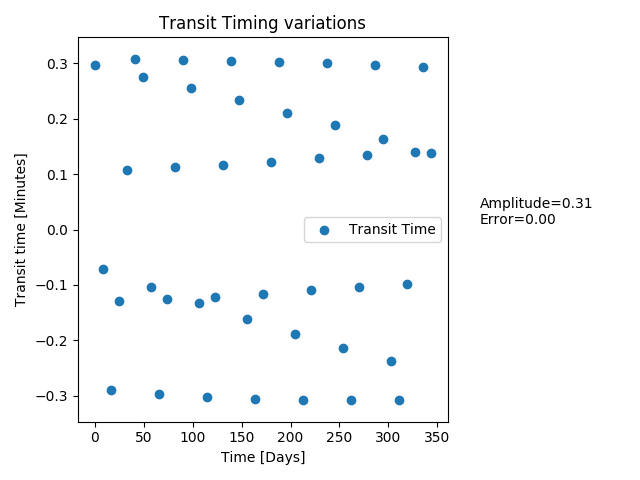 Transit Timing variations
Transit time [Minutes]
0.3
0.2
0.1
0.0
−0.1
−0.2
−0.3
Transit Time
Amplitude=0.31
Error=0.00
0 50 100 150 200 250 300 350
Time [Days]